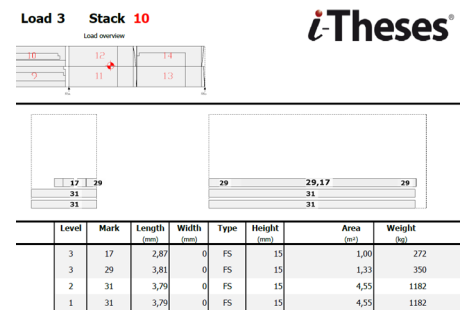 Load 3 Stack 10
i-Theses®
Load overview
10 12 14
9 11 13
17 29 29 29,17 29
31 31
31 31
Level Mark Length Width Type Height Area Weight
(mm) (mm) (mm) (m²) (kg)
3 17 2,87 0 FS 15 1,00 272
3 29 3,81 0 FS 15 1,33 350
2 31 3,79 0 FS 15 4,55 1182
1 31 3,79 0 FS 15 4,55 1182